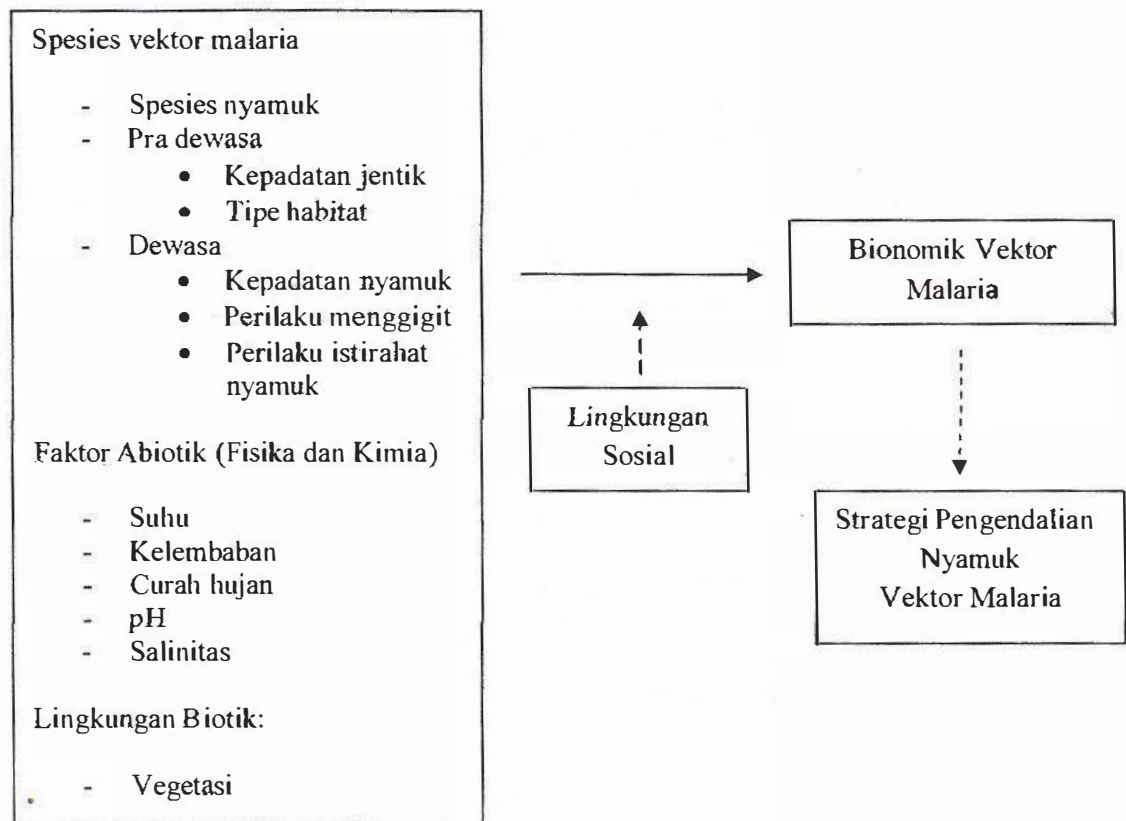 Spesies vektor malaria
- Spesies nyamuk
- Pra dewasa
• Kepadatan jentik
• Tipe habitat
- Dewasa
• Kepadatan nyamuk
• Perilaku menggigit
• Perilaku istirahat
nyamuk
Faktor Abiotik (Fisika dan Kimia)
- Suhu
- Kelembaban
- Curah hujan
- pH
- Salinitas
Lingkungan Biotik:
- Vegetasi
Lingkungan
Sosial
Bionomik Vektor
Malaria
Strategi Pengendalian
Nyamuk
Vektor Malaria